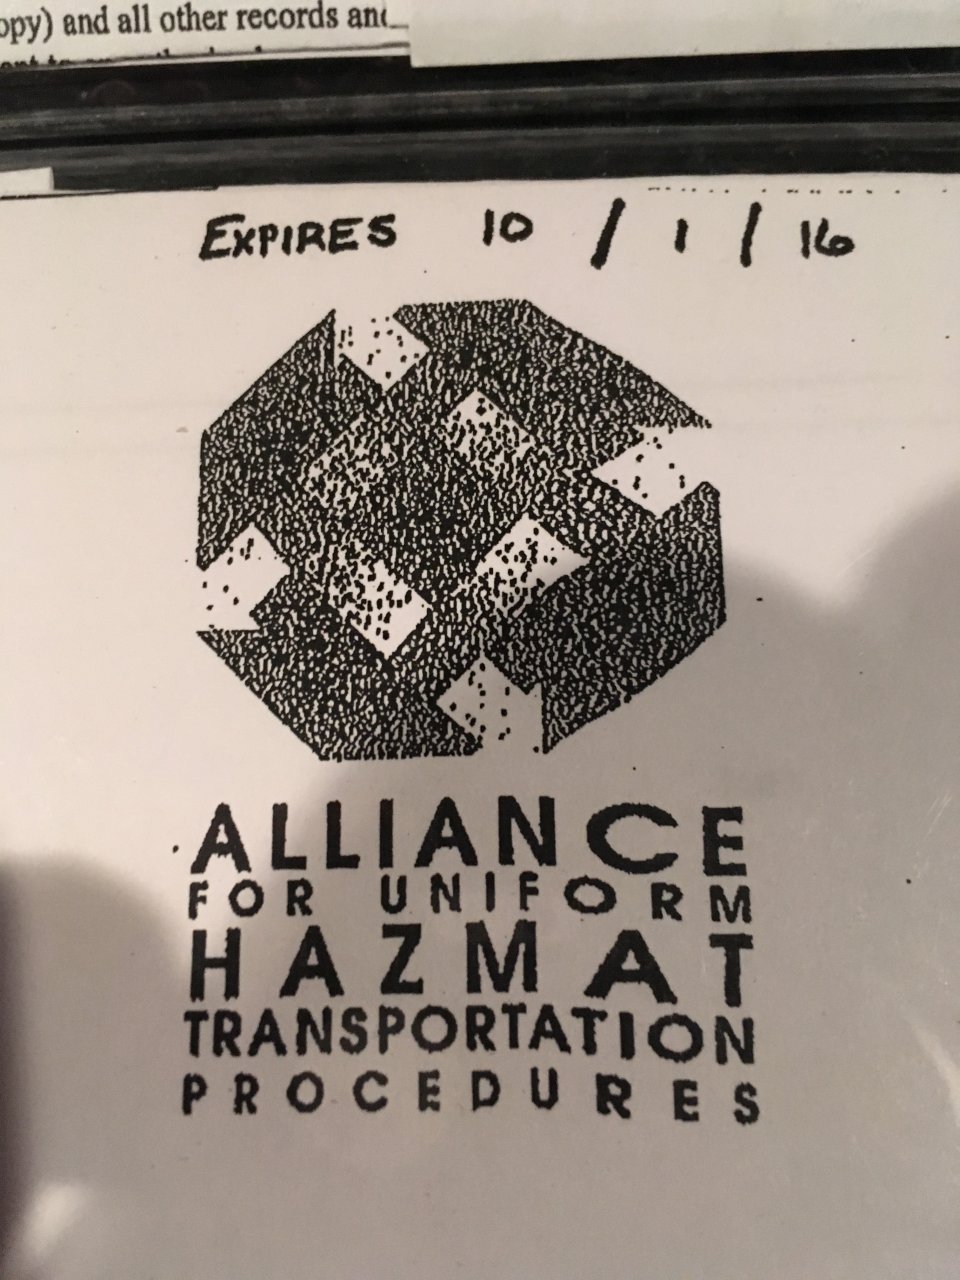 opy) and all other records and
EXPIRES 10 / 1 / 16
ALLIANCE
FOR UNIFORM
HAZMAT
TRANSPORTATION
PROCEDURES